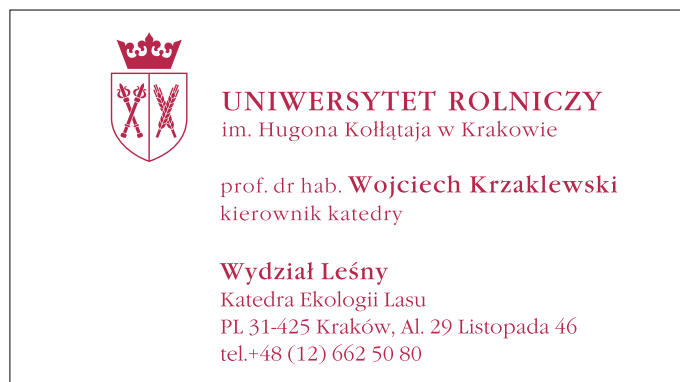 UNIWERSYTET ROLNICZY
im. Hugona Kołłątaja w Krakowie
prof. dr hab. Wojciech Krzaklewski
kierownik katedry
Wydział Leśny
Katedra Ekologii Lasu
PL 31-425 Kraków, Al. 29 Listopada 46
tel.+48 (12) 662 50 80